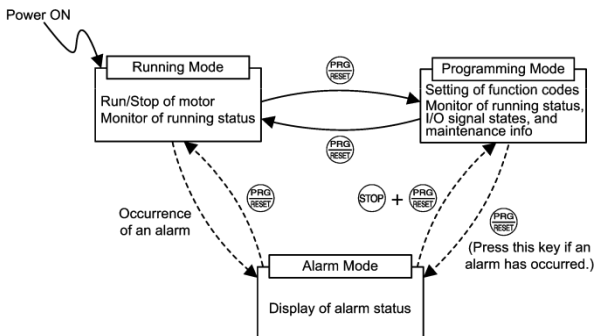 Power ON
Running Mode
Run/Stop of motor
Monitor of running status
PRG
RESET
PRG
RESET
Programming Mode
Setting of function codes
Monitor of running status,
I/O signal states, and
maintenance info
Occurrence
of an alarm
PRG
RESET
STOP + PRG
RESET
PRG
RESET
(Press this key if an
alarm has occurred.)
Alarm Mode
Display of alarm status